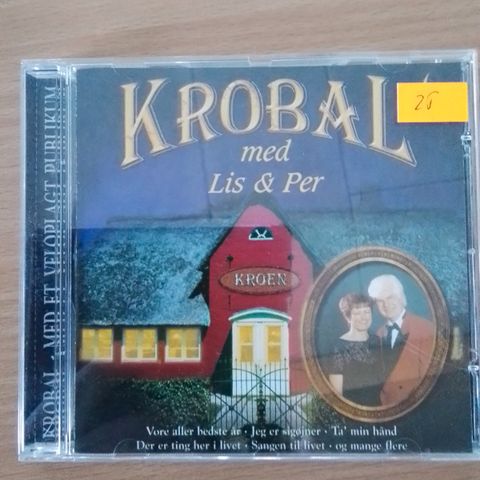 KROBAL
med
Lis & Per
25
KROEN
Vore aller bedste år · Jeg er sigøjner · Ta' min hånd
Der er ting her i livet · Sangen til livet · og mange flere
KROBAL · MED ET VELOPLAGT PUBLIKUM